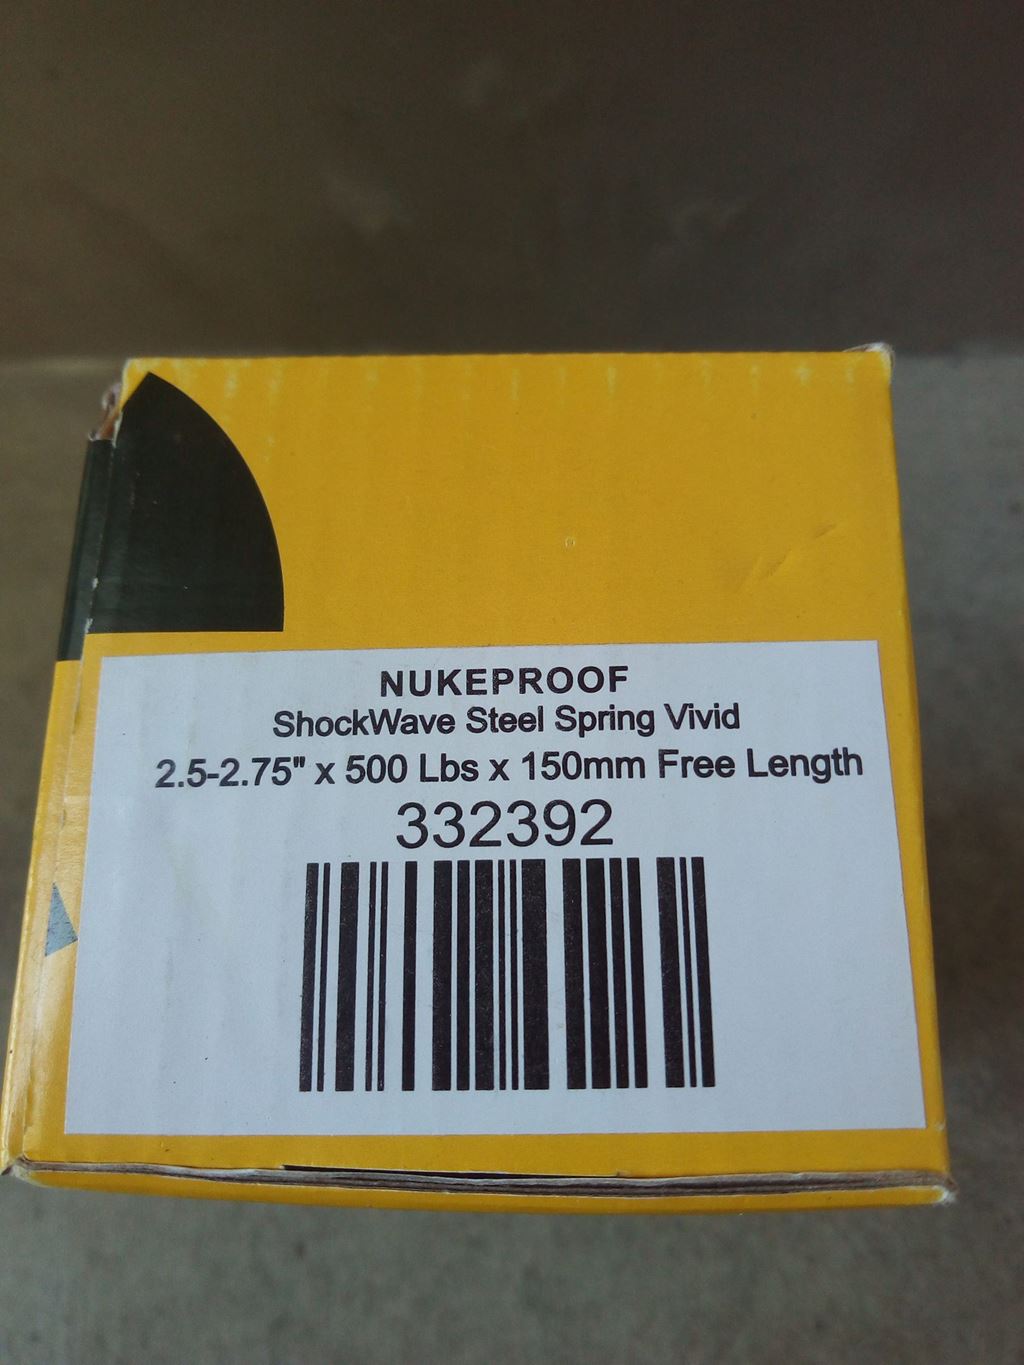 NUKEPROOF
ShockWave Steel Spring Vivid
2.5-2.75" x 500 Lbs x 150mm Free Length
332392